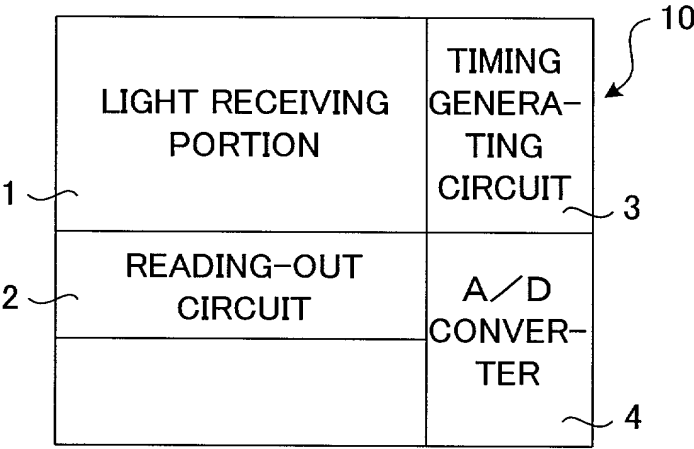 10
LIGHT RECEIVING
PORTION
1
TIMING
GENERA-
TING
CIRCUIT
3
READING-OUT
CIRCUIT
2
A/D
CONVER-
TER
4